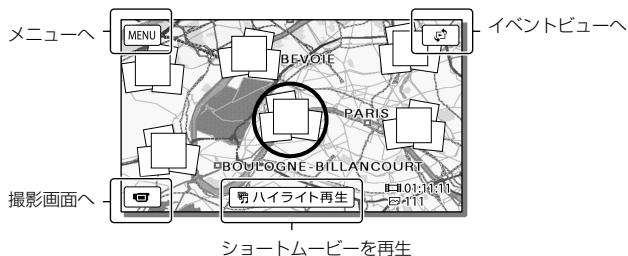 メニューへ
MENU
イベントビューへ
BEVOIE
PARIS
BOULOGNE-BILLANCOURT
撮影画面へ
ハイライト再生
01:11:11
111
ショートムービーを再生